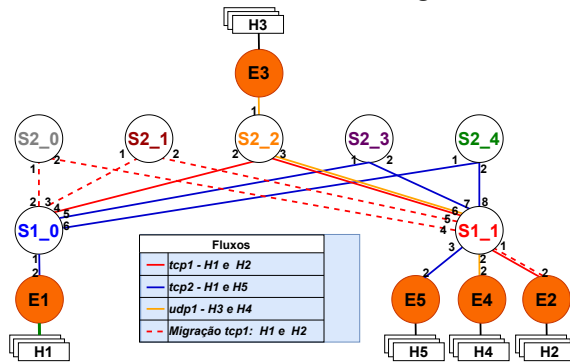 H3
E3
1
S2_0
S2_1
S2_2
S2_3
S2_4
1 2
1 2
2 3
1 2
1 2
2 3 4 5 6
S1_0
7 8
6 5 4
S1_1
3 2 1
Fluxos
tcp1 - H1 e H2
tcp2 - H1 e H5
udp1 - H3 e H4
Migração tcp1: H1 e H2
2
E1
H1
2 2 2
E5 E4 E2
H5 H4 H2